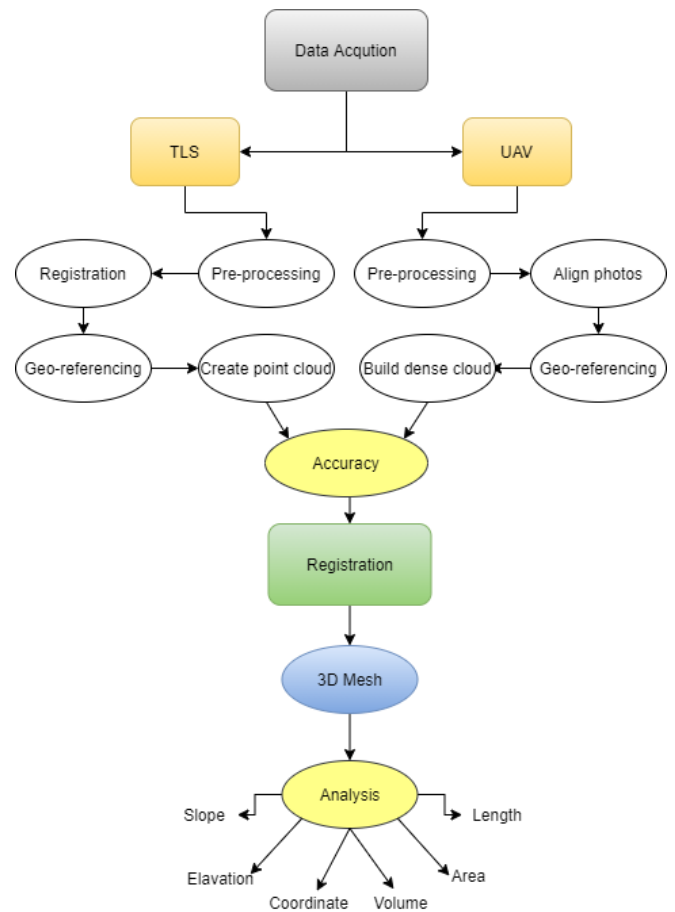 Data Acqution
TLS
UAV
Registration
Pre-processing
Pre-processing
Align photos
Geo-referencing
Create point cloud
Build dense cloud
Geo-referencing
Accuracy
Registration
3D Mesh
Analysis
Slope
Length
Elavation
Area
Coordinate
Volume